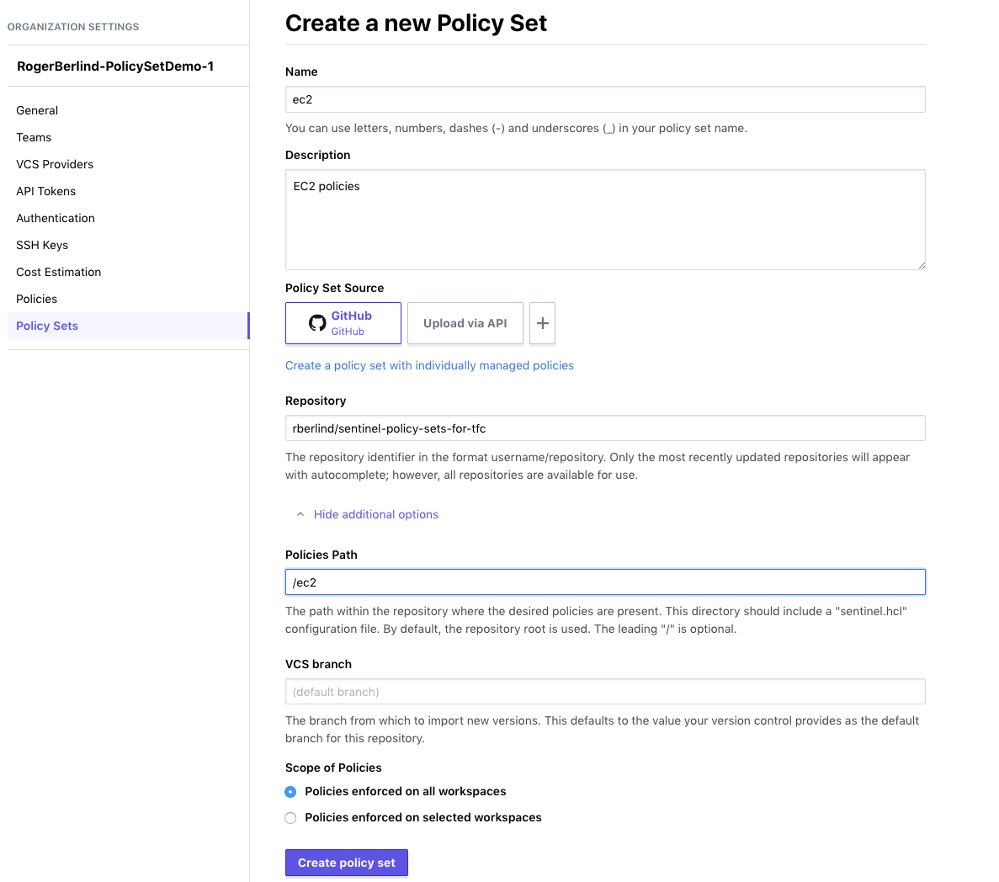 ORGANIZATION SETTINGS
RogerBerlind-PolicySetDemo-1
General
Teams
VCS Providers
API Tokens
Authentication
SSH Keys
Cost Estimation
Policies
Policy Sets
Create a new Policy Set
Name
ec2
You can use letters, numbers, dashes (-) and underscores (_) in your policy set name.
Description
EC2 policies
Policy Set Source
GitHub
GitHub
Upload via API
+
Create a policy set with individually managed policies
Repository
rberlind/sentinel-policy-sets-for-tfc
The repository identifier in the format username/repository. Only the most recently updated repositories will appear
with autocomplete; however, all repositories are available for use.
Hide additional options
Policies Path
/ec2
The path within the repository where the desired policies are present. This directory should include a "sentinel.hcl"
configuration file. By default, the repository root is used. The leading "/" is optional.
VCS branch
(default branch)
The branch from which to import new versions. This defaults to the value your version control provides as the default
branch for this repository.
Scope of Policies
Policies enforced on all workspaces
Policies enforced on selected workspaces
Create policy set